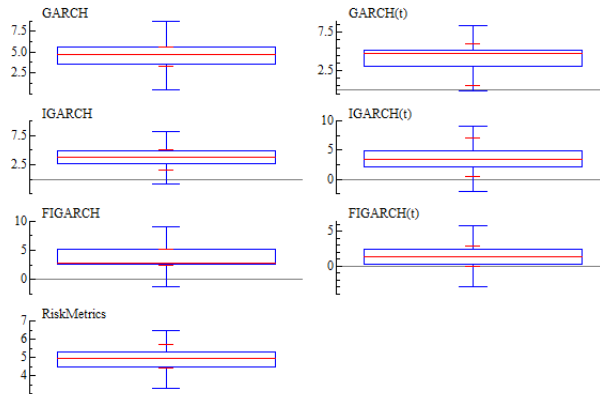 GARCH
7.5
5.0
2.5
GARCH(t)
7.5
2.5
IGARCH
7.5
2.5
IGARCH(t)
10
5
0
FIGARCH
10
5
0
FIGARCH(t)
5
0
RiskMetrics
7
6
5
4